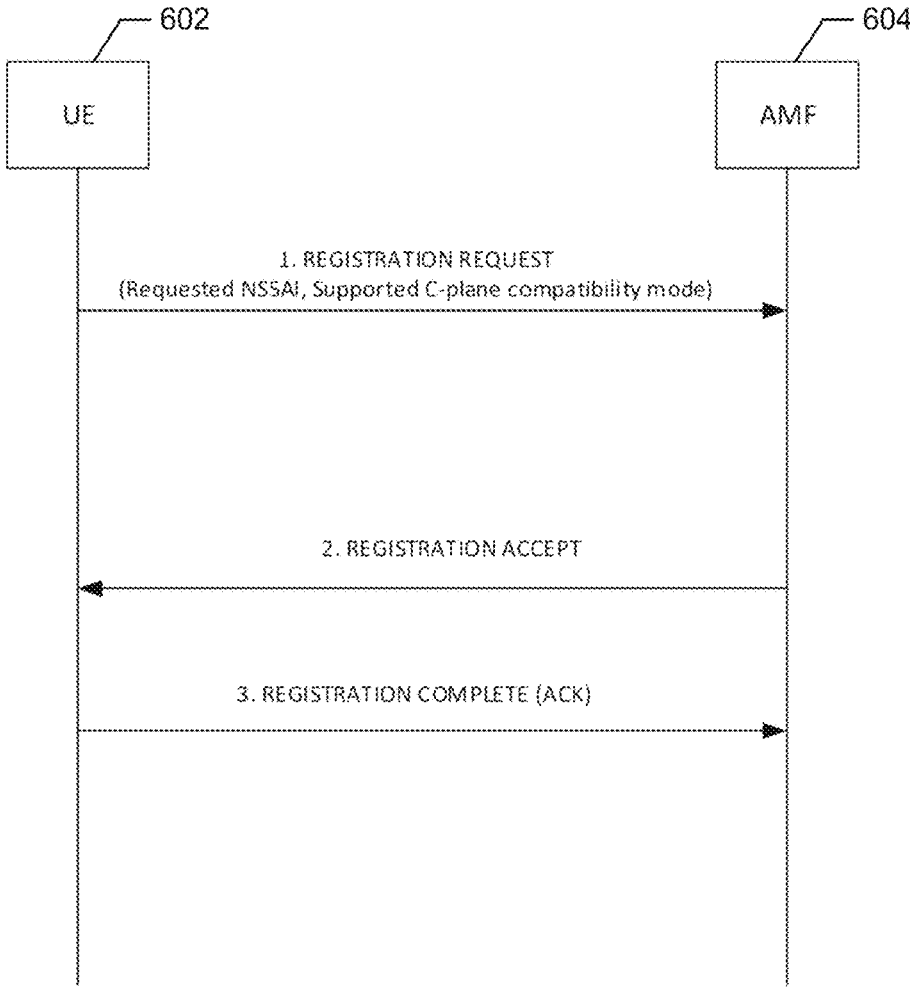 602
604
UE
AMF
1. REGISTRATION REQUEST
(Requested NSSAI, Supported C-plane compatibility mode)
2. REGISTRATION ACCEPT
3. REGISTRATION COMPLETE (ACK)